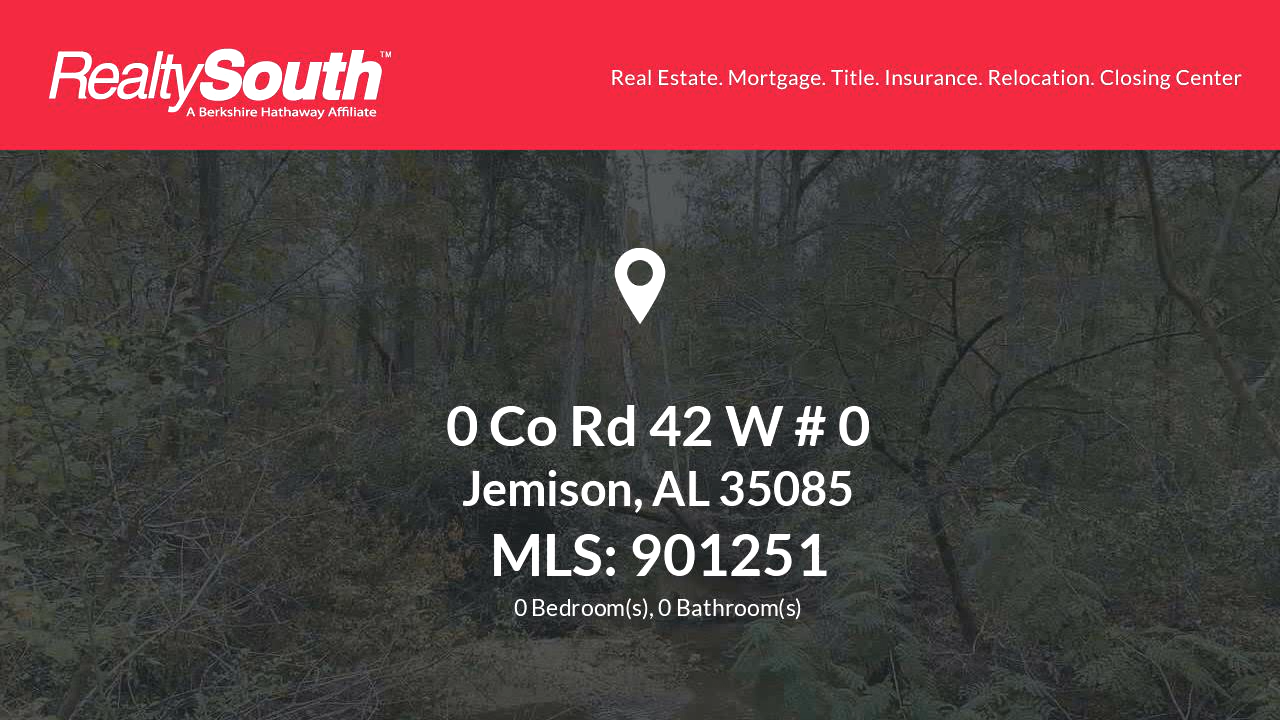 RealtySouth™
A Berkshire Hathaway Affiliate
Real Estate. Mortgage. Title. Insurance. Relocation. Closing Center
0 Co Rd 42 W # 0
Jemison, AL 35085
MLS: 901251
0 Bedroom(s), 0 Bathroom(s)